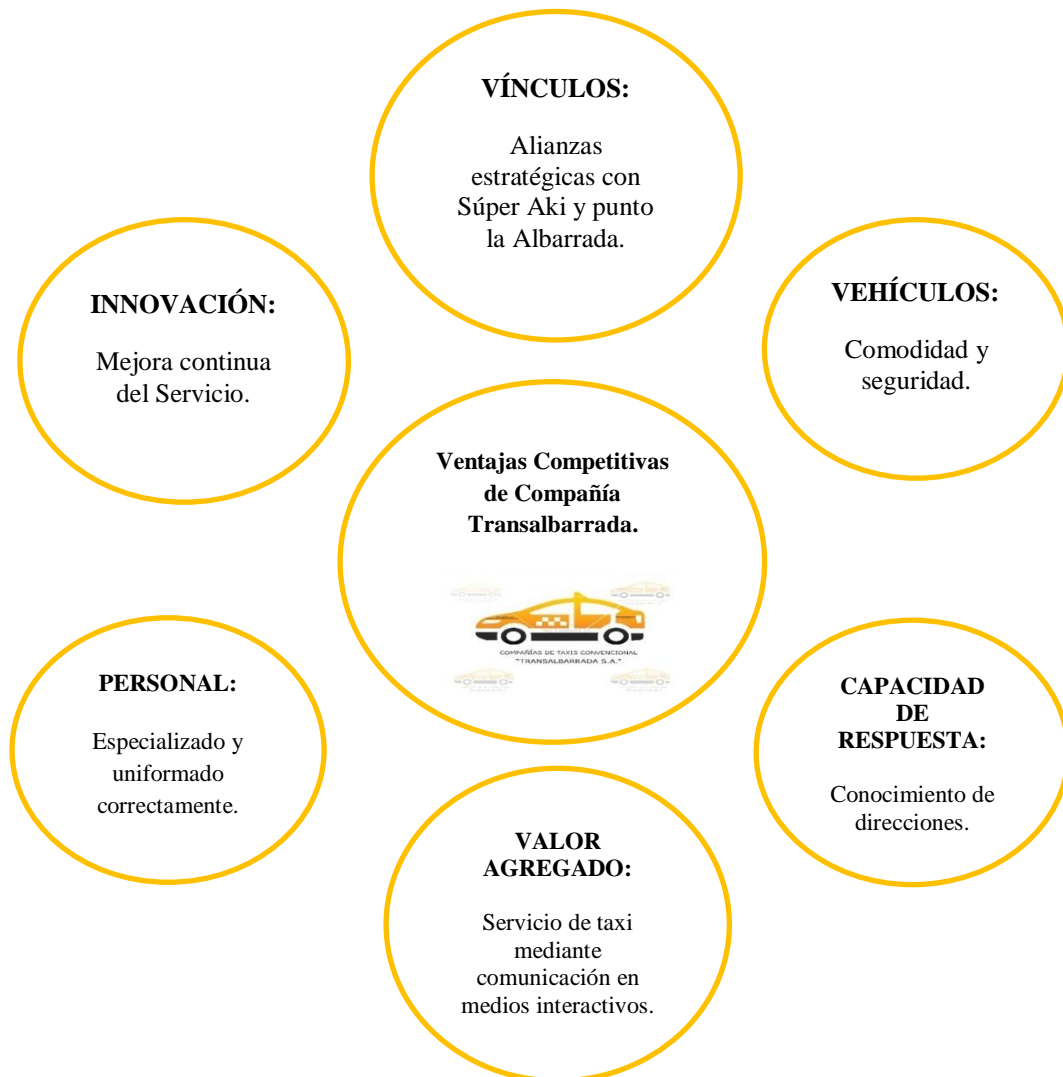 VÍNCULOS:
Alianzas
estratégicas con
Súper Aki y punto
la Albarrada.
INNOVACIÓN:
Mejora continua
del Servicio.
VEHÍCULOS:
Comodidad y
seguridad.
Ventajas Competitivas
de Compañía
Transalbarrada.
COMPAÑÍAS DE TAXIS CONVENCIONAL
"TRANSALBARRADA S.A."
PERSONAL:
Especializado y
uniformado
correctamente.
CAPACIDAD
DE
RESPUESTA:
Conocimiento de
direcciones.
VALOR
AGREGADO:
Servicio de taxi
mediante
comunicación en
medios interactivos.